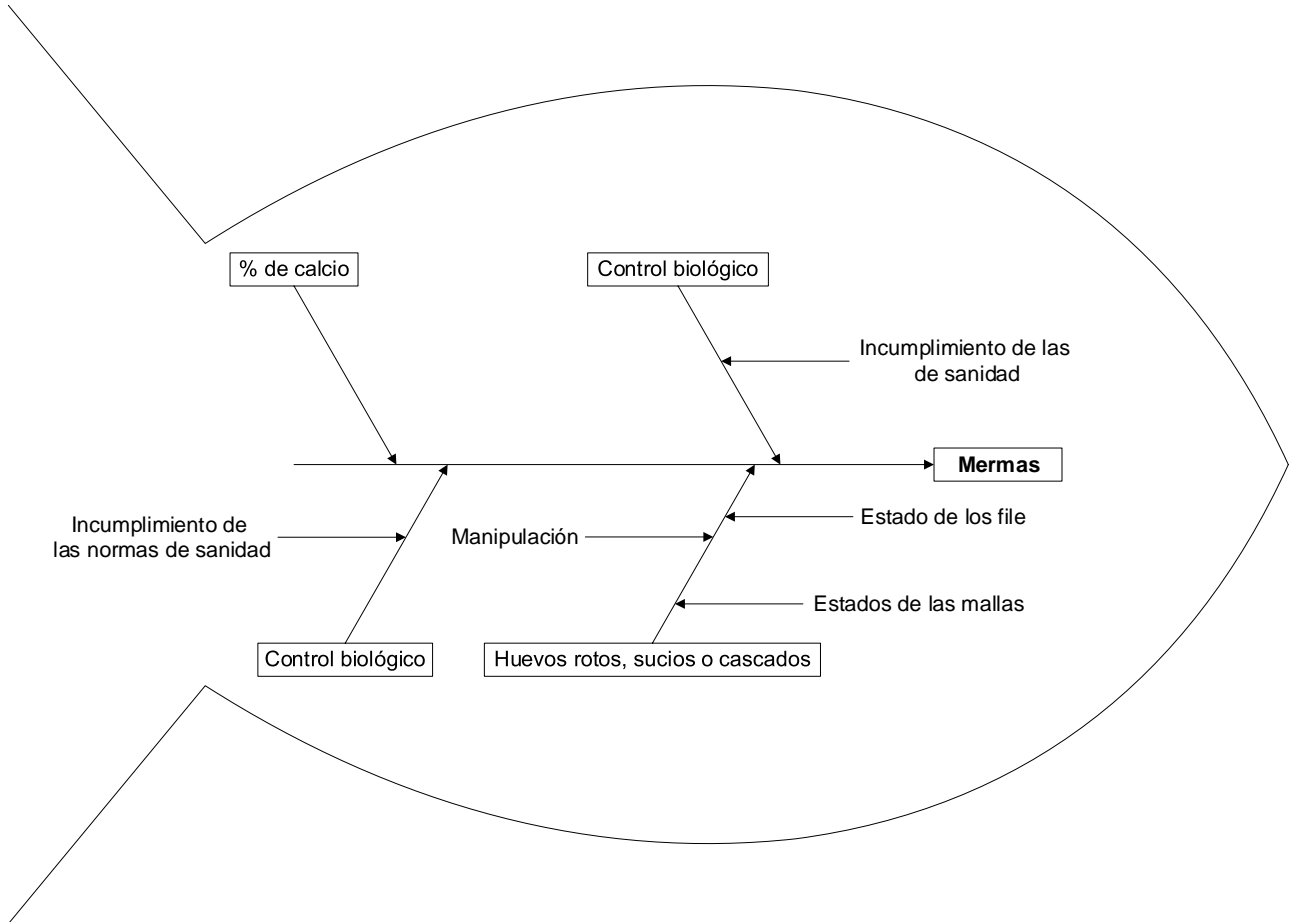 % de calcio
Control biológico
Incumplimiento de las
de sanidad
Mermas
Estado de los file
Incumplimiento de
las normas de sanidad
Manipulación
Estados de las mallas
Control biológico
Huevos rotos, sucios o cascados